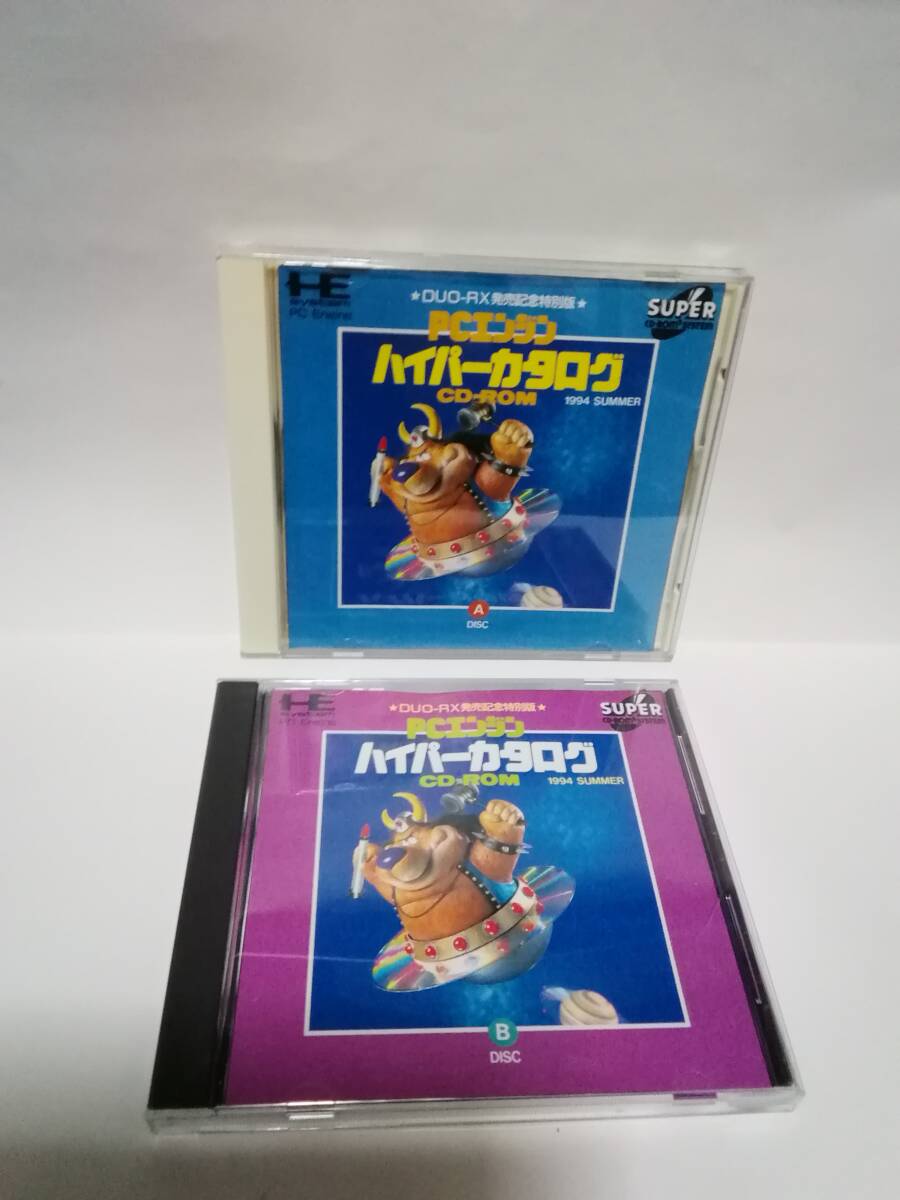 HE
system
PC Engine
★DUO-RX発売記念特別版★
SUPER
CD-ROM² SYSTEM
PCエンジン
ハイパーカタログ
CD-ROM
1994 SUMMER
A
DISC
HE
system
PC Engine
★DUO-RX発売記念特別版★
SUPER
CD-ROM² SYSTEM
PCエンジン
ハイパーカタログ
CD-ROM
1994 SUMMER
B
DISC